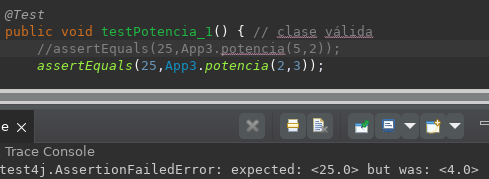 @Test
public void testPotencia_1() { // clase válida
//assertEquals(25,App3.potencia(5,2));
assertEquals(25,App3.potencia(2,3));
e ×
Trace Console
test4j.AssertionFailedError: expected: <25.0> but was: <4.0>